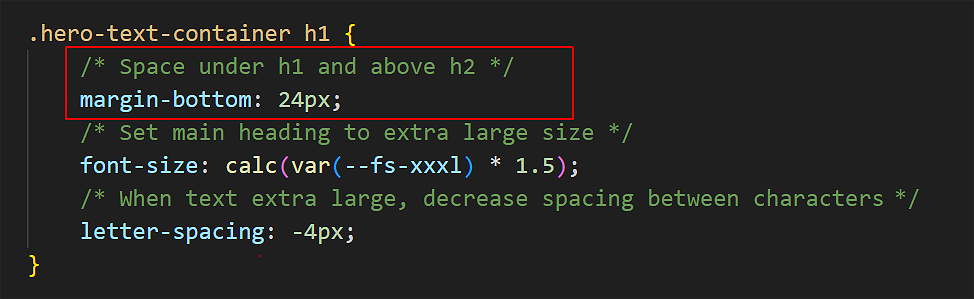 .hero-text-container h1 {
/* Space under h1 and above h2 */
margin-bottom: 24px;
/* Set main heading to extra large size */
font-size: calc(var(--fs-xxxl) * 1.5);
/* When text extra large, decrease spacing between characters */
letter-spacing: -4px;
}